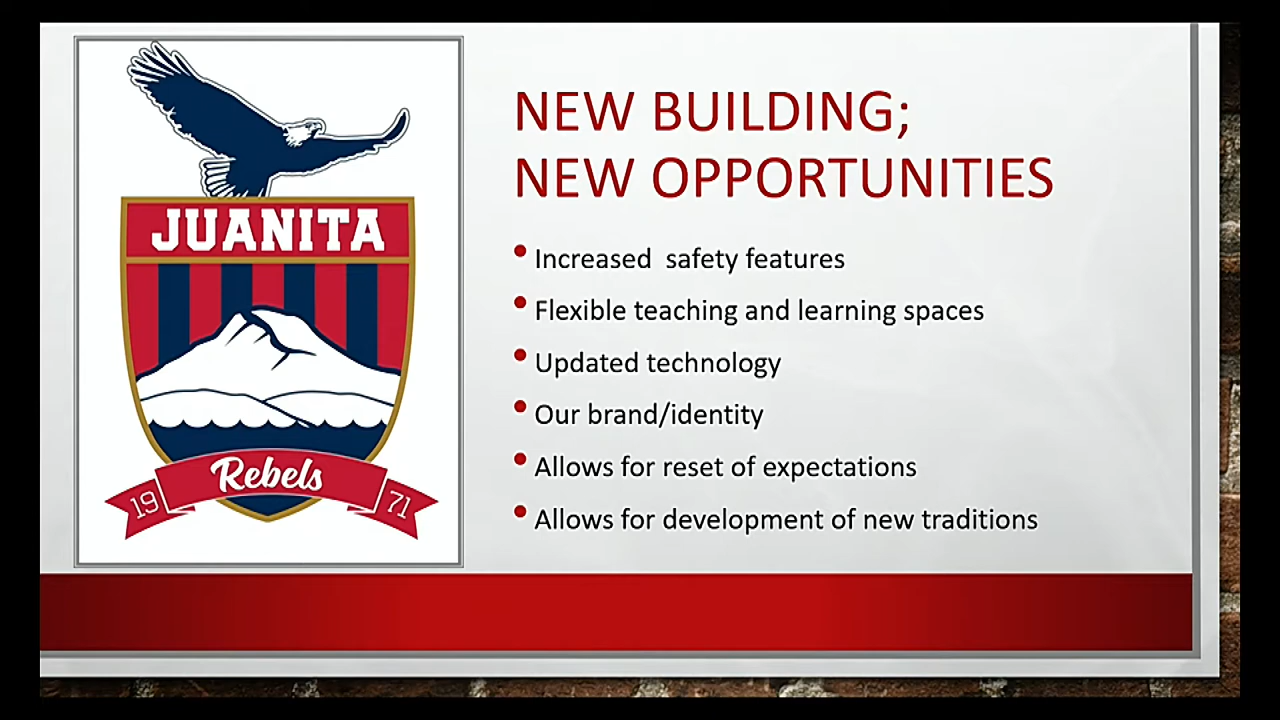 JUANITA
Rebels
19 71
NEW BUILDING;
NEW OPPORTUNITIES
• Increased safety features
• Flexible teaching and learning spaces
• Updated technology
• Our brand/identity
• Allows for reset of expectations
• Allows for development of new traditions